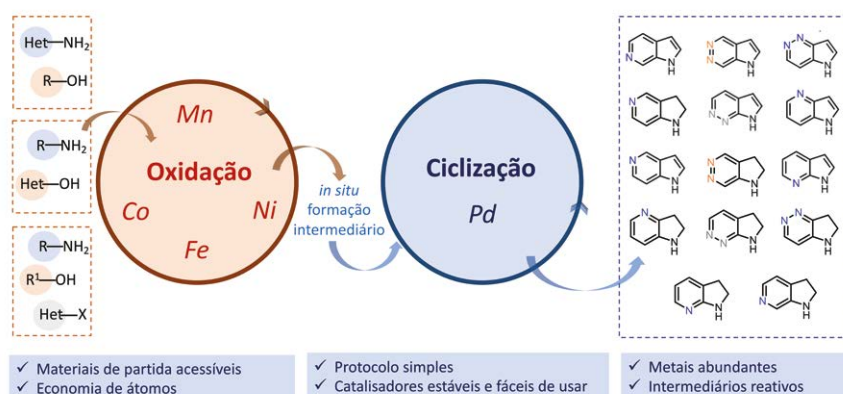 Het—NH₂
R—OH
R—NH₂
Het—OH
R—NH₂
R¹—OH
Het—X
Mn
Oxidação
Co
Ni
Fe
in situ
formação
intermediário
Ciclização
Pd
N
N
H
N
N
N
H
N
N
N
H
N
N
H
N
N
N
H
N
N
H
N
N
H
N
N
N
H
N
N
H
N
N
H
N
N
N
H
N
N
N
H
N
N
H
N
N
H
✓ Materiais de partida acessíveis
✓ Economia de átomos
✓ Protocolo simples
✓ Catalisadores estáveis e fáceis de usar
✓ Metais abundantes
✓ Intermediários reativos